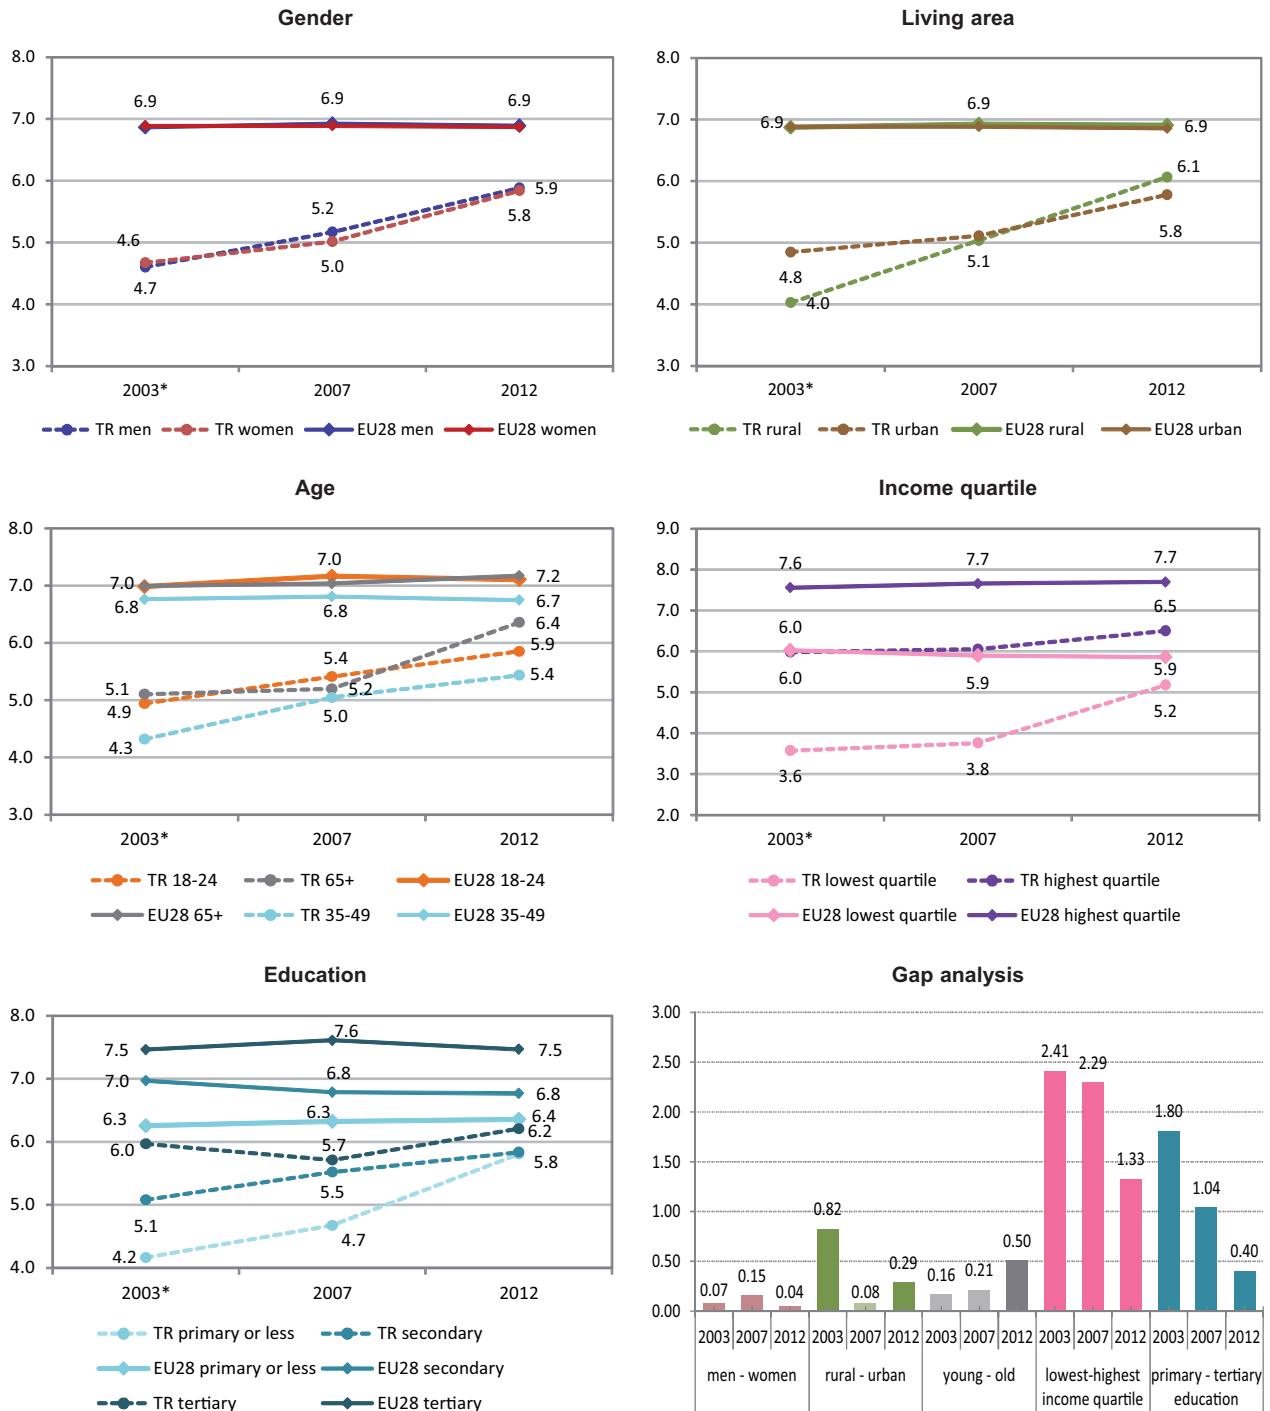 Gender
8.0
7.0
6.0
5.0
4.0
3.0
6.9 6.9 6.9
4.6 5.2 5.9
4.7 5.0 5.8
2003* 2007 2012
TR men TR women EU28 men EU28 women
Living area
8.0
7.0
6.0
5.0
4.0
3.0
6.9 6.9 6.9
6.1
4.8 5.1 5.8
4.0
2003* 2007 2012
TR rural TR urban EU28 rural EU28 urban
Age
8.0
7.0
6.0
5.0
4.0
3.0
7.0 7.0 7.2
6.8 6.8 6.7
6.4
5.4 5.9
5.1 5.2 5.4
4.9 5.0
4.3
2003* 2007 2012
TR 18-24 TR 65+ EU28 18-24
EU28 65+ TR 35-49 EU28 35-49
Income quartile
9.0
8.0
7.0
6.0
5.0
4.0
3.0
2.0
7.6 7.7 7.7
6.5
6.0
6.0 5.9 5.9
5.2
3.6 3.8
2003* 2007 2012
TR lowest quartile TR highest quartile
EU28 lowest quartile EU28 highest quartile
Education
8.0
7.0
6.0
5.0
4.0
7.5 7.6 7.5
7.0 6.8 6.8
6.3 6.3 6.4
6.0 5.7 6.2
5.1 5.5 5.8
4.2 4.7
2003* 2007 2012
TR primary or less TR secondary
EU28 primary or less EU28 secondary
TR tertiary EU28 tertiary
Gap analysis
3.00
2.50
2.00
1.50
1.00
0.50
0.00
0.07 0.15 0.04 0.82 0.08 0.29 0.16 0.21 0.50 2.41 2.29 1.33 1.80 1.04 0.40
2003 2007 2012 2003 2007 2012 2003 2007 2012 2003 2007 2012 2003 2007 2012
men - women rural - urban young - old lowest-highest primary - tertiary
income quartile education